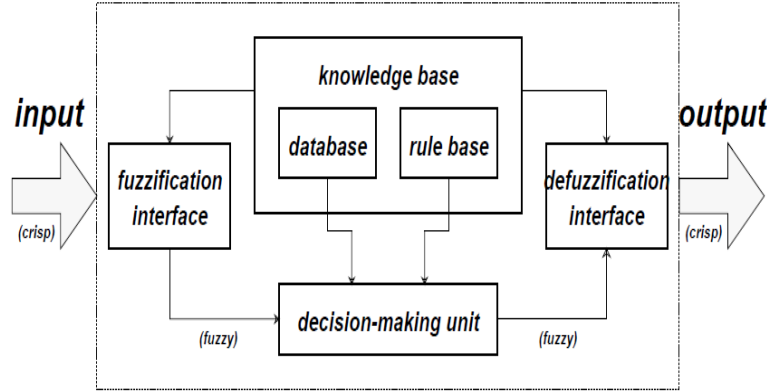 knowledge base
input
output
database
rule base
fuzzification
interface
defuzzification
interface
(crisp)
(crisp)
decision-making unit
(fuzzy)
(fuzzy)